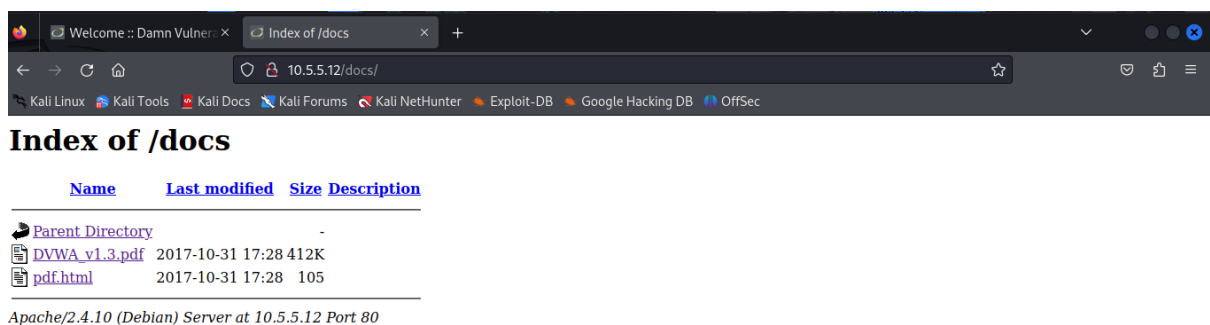 Welcome :: Damn Vulnera
Index of /docs
10.5.5.12/docs/
Kali Linux Kali Tools Kali Docs Kali Forums Kali NetHunter Exploit-DB Google Hacking DB OffSec
Index of /docs
Name Last modified Size Description
Parent Directory -
DVWA_v1.3.pdf 2017-10-31 17:28 412K
pdf.html 2017-10-31 17:28 105
Apache/2.4.10 (Debian) Server at 10.5.5.12 Port 80